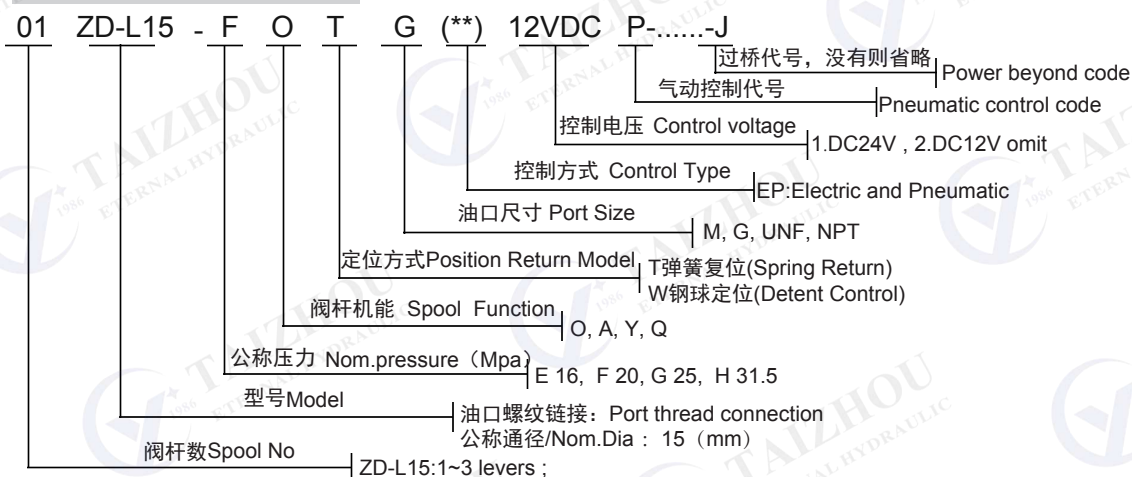 01 ZD-L15 - F O T G (**) 12VDC P-......-J
过桥代号，没有则省略 Power beyond code
气动控制代号 Pneumatic control code
控制电压 Control voltage 1.DC24V , 2.DC12V omit
控制方式 Control Type EP:Electric and Pneumatic
油口尺寸 Port Size M, G, UNF, NPT
定位方式Position Return Model T弹簧复位(Spring Return)
W钢球定位(Detent Control)
阀杆机能 Spool Function O, A, Y, Q
公称压力 Nom.pressure（Mpa） E 16, F 20, G 25, H 31.5
型号Model 油口螺纹链接：Port thread connection
公称通径/Nom.Dia ： 15（mm）
阀杆数Spool No ZD-L15:1~3 levers ;
TAIZHOU
ETERNAL HYDRAULIC
1986